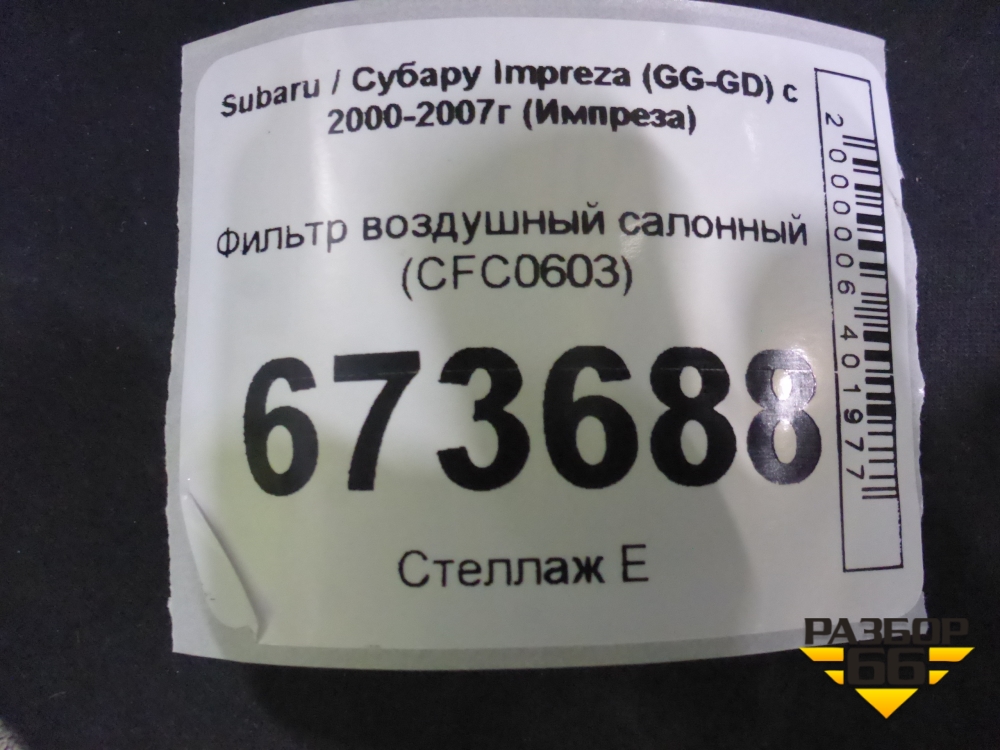 Subaru / Субару Impreza (GG-GD) с
2000-2007г (Импреза)
Фильтр воздушный салонный
(CFC0603)
673688
Стеллаж Е
2000006401977
РАЗБОР
66